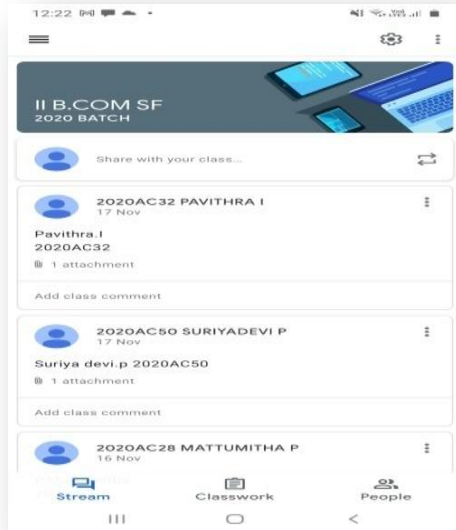 12:22
II B.COM SF
2020 BATCH
Share with your class...
2020AC32 PAVITHRA I
17 Nov
Pavithra.I
2020AC32
1 attachment
Add class comment
2020AC50 SURIYADEVI P
17 Nov
Suriya devi.p 2020AC50
1 attachment
Add class comment
2020AC28 MATTUMITHA P
16 Nov
Stream
Classwork
People